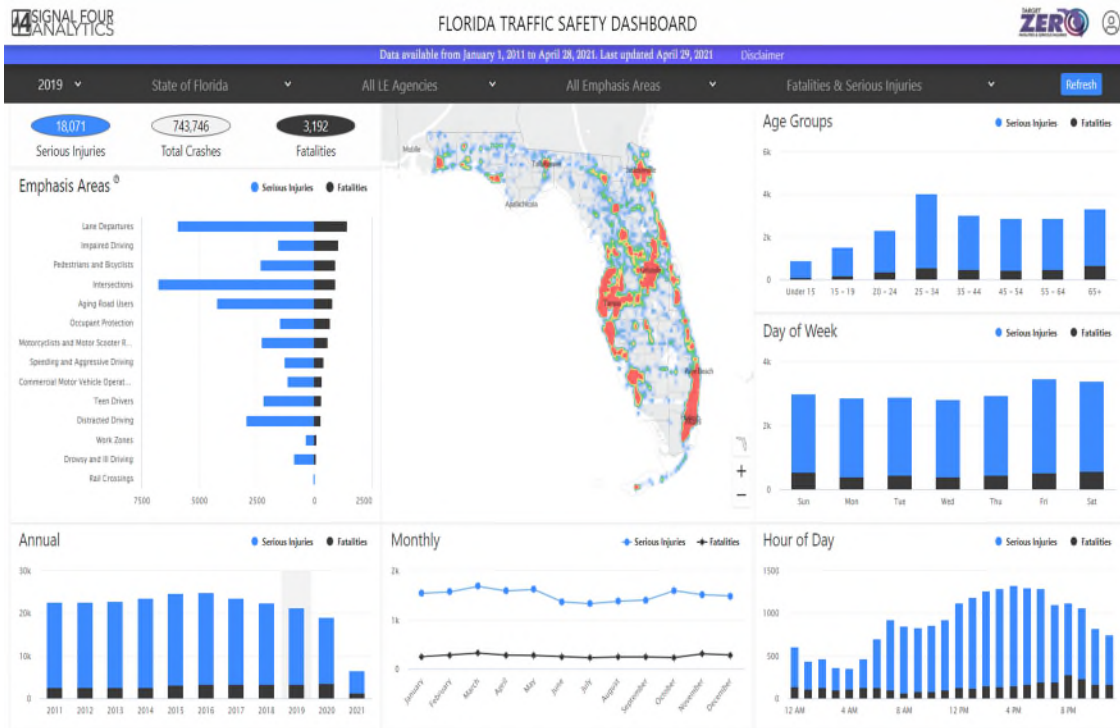 SIGNAL FOUR
ANALYTICS
FLORIDA TRAFFIC SAFETY DASHBOARD
TARGET
ZERO
Data available from January 1, 2011 to April 28, 2021. Last updated April 29, 2021 Disclaimer
2019 State of Florida All LE Agencies All Emphasis Areas Fatalities & Serious Injuries Refresh
18,071 743,746 3,192
Serious Injuries Total Crashes Fatalities
Emphasis Areas
Serious Injuries Fatalities
Lane Departures
Impaired Driving
Pedestrians and Bicyclists
Intersections
Aging Road Users
Occupant Protection
Motorcyclists and Motor Scooter R...
Speeding and Aggressive Driving
Commercial Motor Vehicle Operat...
Teen Drivers
Distracted Driving
Work Zones
Drowsy and Ill Driving
Rail Crossings
7500 5000 2500 0 2500
Mobile
Apalachicola
Tampa
+
−
Age Groups
Serious Injuries Fatalities
6k
4k
2k
0
Under 15 15 - 19 20 - 24 25 - 34 35 - 44 45 - 54 55 - 64 65+
Day of Week
Serious Injuries Fatalities
4k
2k
0
Sun Mon Tue Wed Thu Fri Sat
Annual
Serious Injuries Fatalities
30k
20k
10k
0
2011 2012 2013 2014 2015 2016 2017 2018 2019 2020 2021
Monthly
Serious Injuries Fatalities
2k
1k
0
January February March April May June July August September October November December
Hour of Day
Serious Injuries Fatalities
1500
1000
500
0
12 AM 4 AM 8 AM 12 PM 4 PM 8 PM